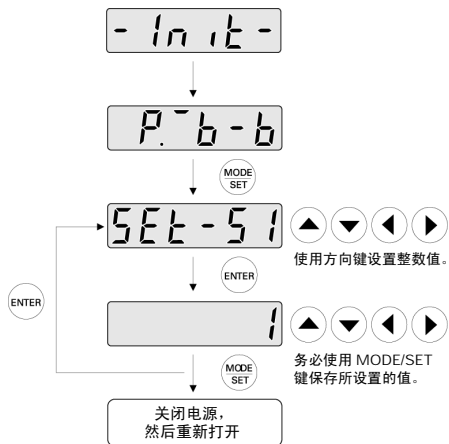 - Init -
P.¯b-b
MODE
SET
SEt-S1
使用方向键设置整数值。
ENTER
ENTER
1
务必使用 MODE/SET
键保存所设置的值。
MODE
SET
关闭电源，
然后重新打开